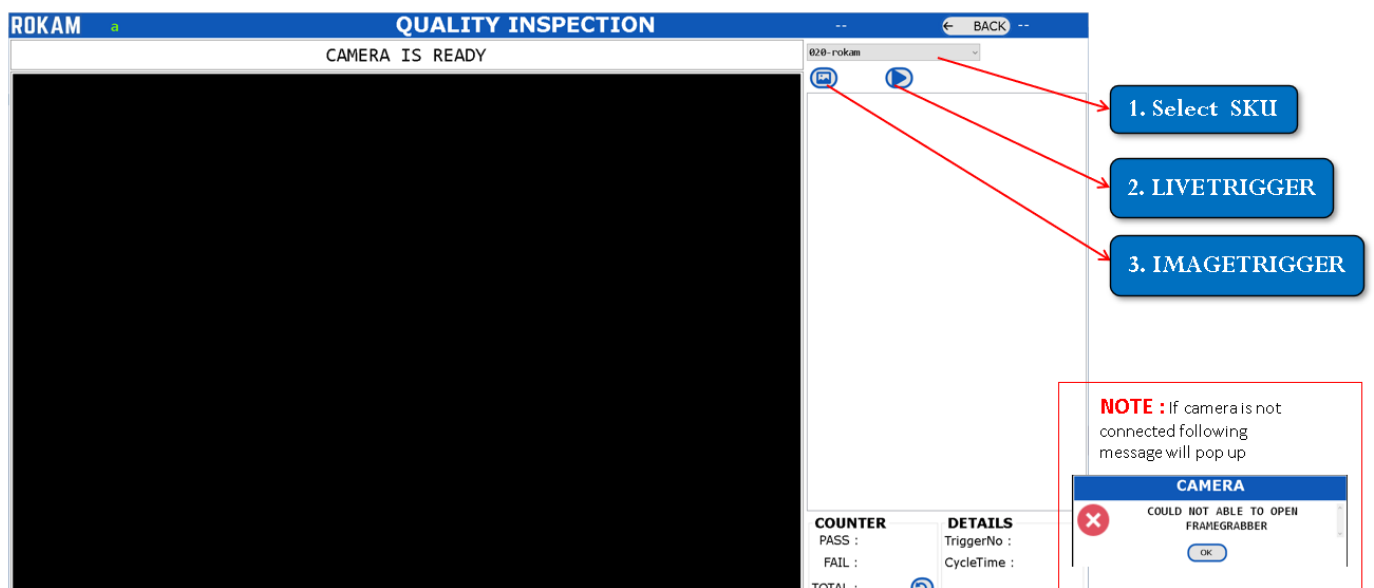 ROKAM a QUALITY INSPECTION -- ← BACK --
CAMERA IS READY
020-rokam
1. Select SKU
2. LIVETRIGGER
3. IMAGETRIGGER
NOTE : If camera is not
connected following
message will pop up
CAMERA
COULD NOT ABLE TO OPEN
FRAMEGRABBER
OK
COUNTER
PASS :
FAIL :
TOTAL :
DETAILS
TriggerNo :
CycleTime :